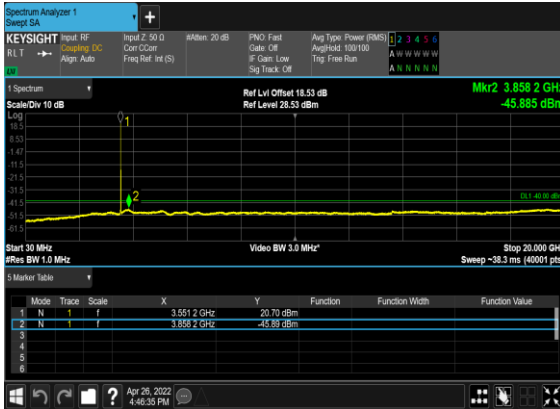 Spectrum Analyzer 1
Swept SA
+
KEYSIGHT Input: RF Input Z: 50 Ω #Atten: 20 dB PNO: Fast Avg Type: Power (RMS) 1 2 3 4 5 6
RLT Coupling: DC Corr CCorr Gate: Off Avg|Hold: 100/100 A W W W W W
Align: Auto Freq Ref: Int (S) IF Gain: Low Trig: Free Run
Sig Track: Off A N N N N N
1 Spectrum Ref Lvl Offset 18.53 dB Mkr2 3.858 2 GHz
Scale/Div 10 dB Ref Level 28.53 dBm -45.885 dBm
Log
18.5
8.53
-1.47
-11.5
-21.5
-31.5
-41.5
-51.5
-61.5
1
2
DL1 -40.00 dBm
Start 30 MHz Video BW 3.0 MHz* Stop 20.000 GHz
#Res BW 1.0 MHz Sweep ~38.3 ms (40001 pts)
5 Marker Table
Mode Trace Scale X Y Function Function Width Function Value
1 N 1 f 3.551 2 GHz 20.70 dBm
2 N 1 f 3.858 2 GHz -45.89 dBm
3
4
5
6
? Apr 26, 2022
4:46:35 PM